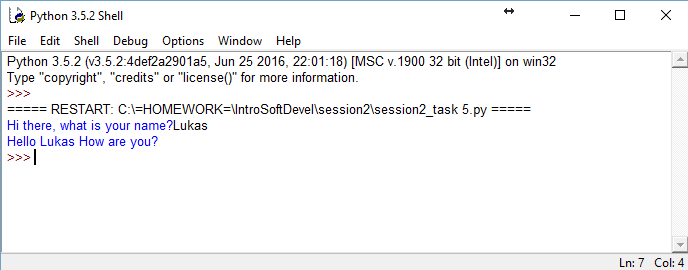 Python 3.5.2 Shell
File Edit Shell Debug Options Window Help
Python 3.5.2 (v3.5.2:4def2a2901a5, Jun 25 2016, 22:01:18) [MSC v.1900 32 bit (Intel)] on win32
Type "copyright", "credits" or "license()" for more information.
>>>
===== RESTART: C:\=HOMEWORK=\IntroSoftDevel\session2\session2_task 5.py =====
Hi there, what is your name?Lukas
Hello Lukas How are you?
>>>
Ln: 7 Col: 4